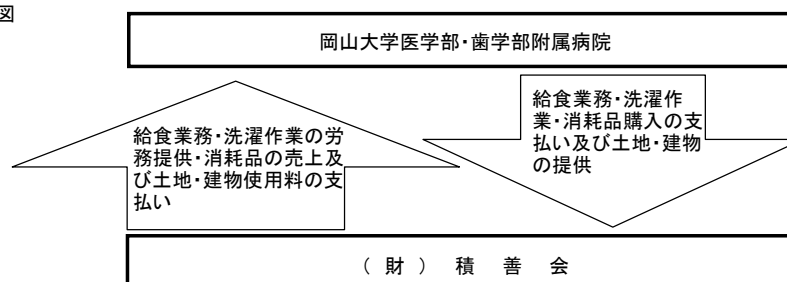 図
岡山大学医学部・歯学部附属病院
給食業務・洗濯作業の労
務提供・消耗品の売上及
び土地・建物使用料の支
払い
給食業務・洗濯作
業・消耗品購入の支
払い及び土地・建物
の提供
（ 財 ） 積 善 会